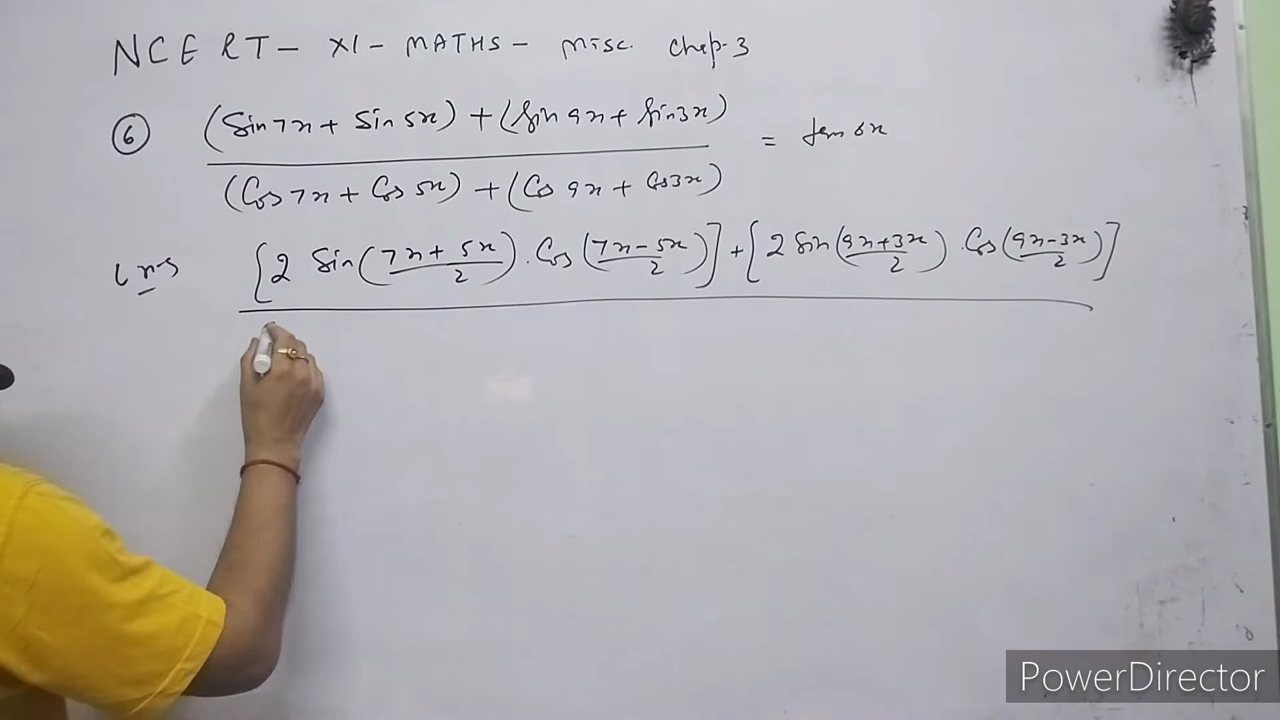 NCERT- XI- MATHS- Misc. Chap-3
⑥ (Sin 7x + Sin 5x) + (Sin 9x + Sin 3x) / (Cos 7x + Cos 5x) + (Cos 9x + Cos 3x) = tan 6x
LHS [2 Sin((7x + 5x)/2) . Cos((7x - 5x)/2)] + [2 Sin((9x + 3x)/2) . Cos((9x - 3x)/2)]
PowerDirector